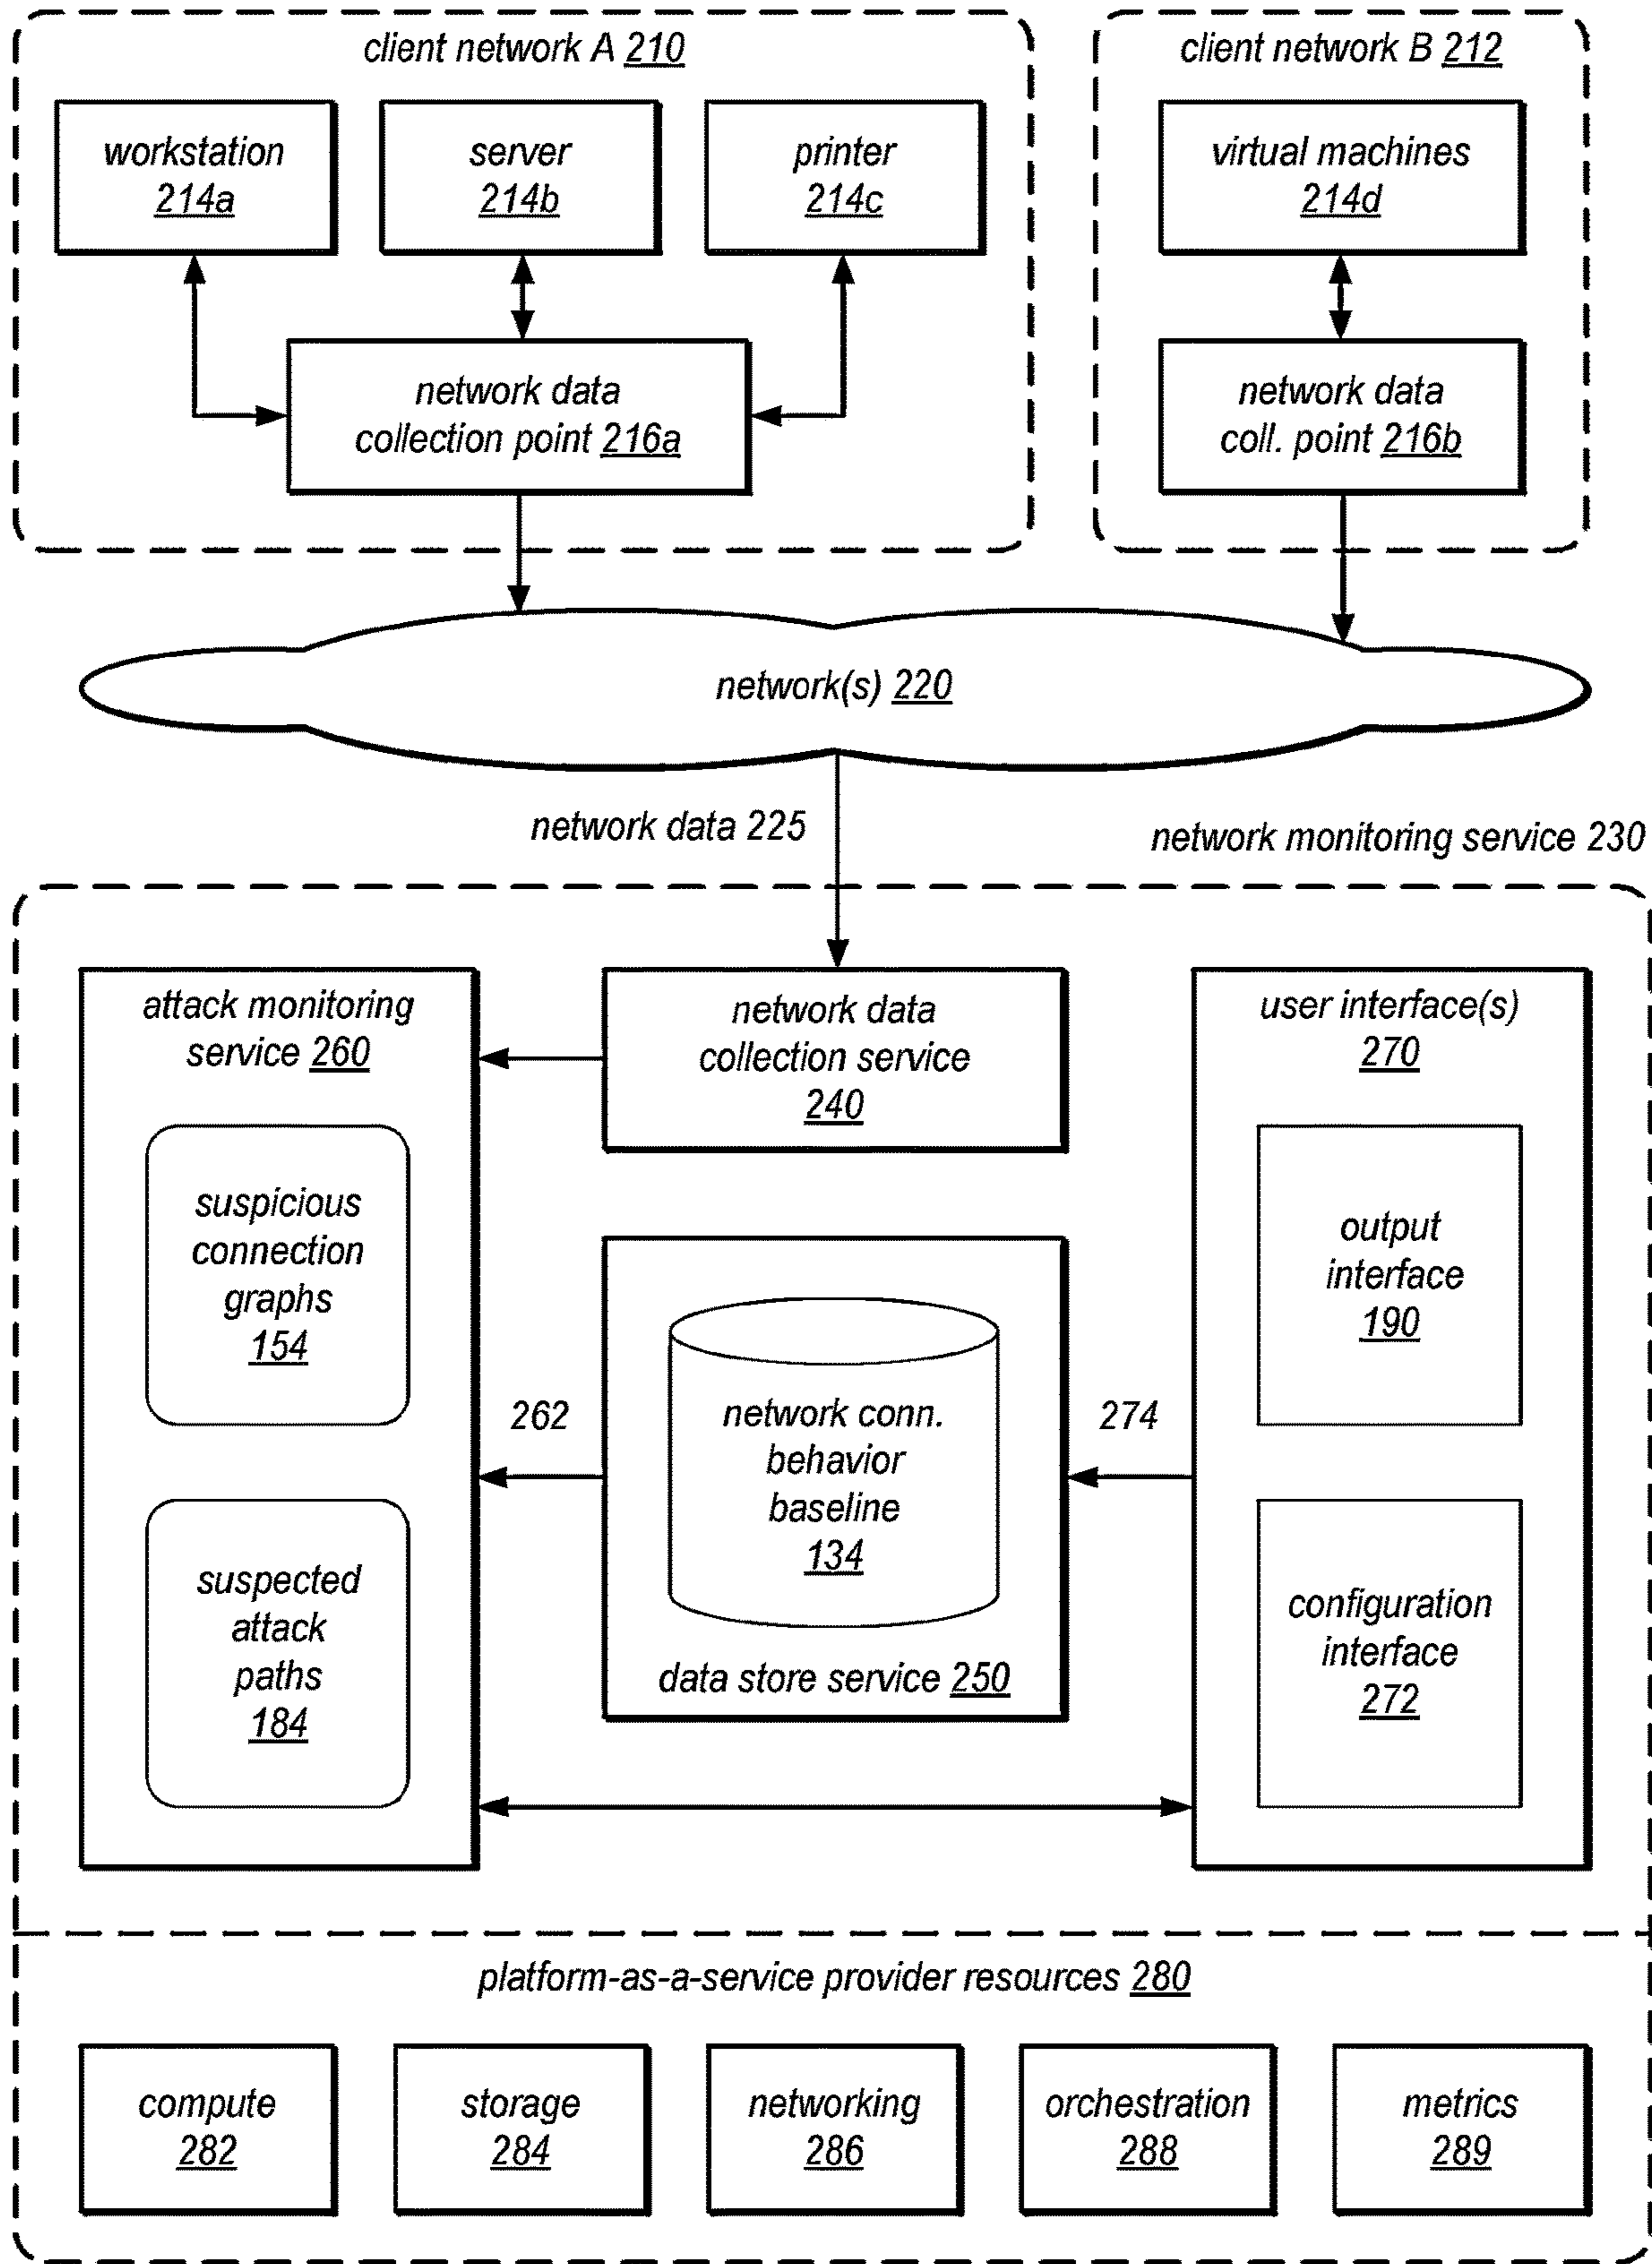 client network A 210
workstation
214a
server
214b
printer
214c
network data
collection point 216a
client network B 212
virtual machines
214d
network data
coll. point 216b
network(s) 220
network data 225
network monitoring service 230
attack monitoring
service 260
suspicious
connection
graphs
154
suspected
attack
paths
184
network data
collection service
240
262
network conn.
behavior
baseline
134
data store service 250
274
user interface(s)
270
output
interface
190
configuration
interface
272
platform-as-a-service provider resources 280
compute
282
storage
284
networking
286
orchestration
288
metrics
289